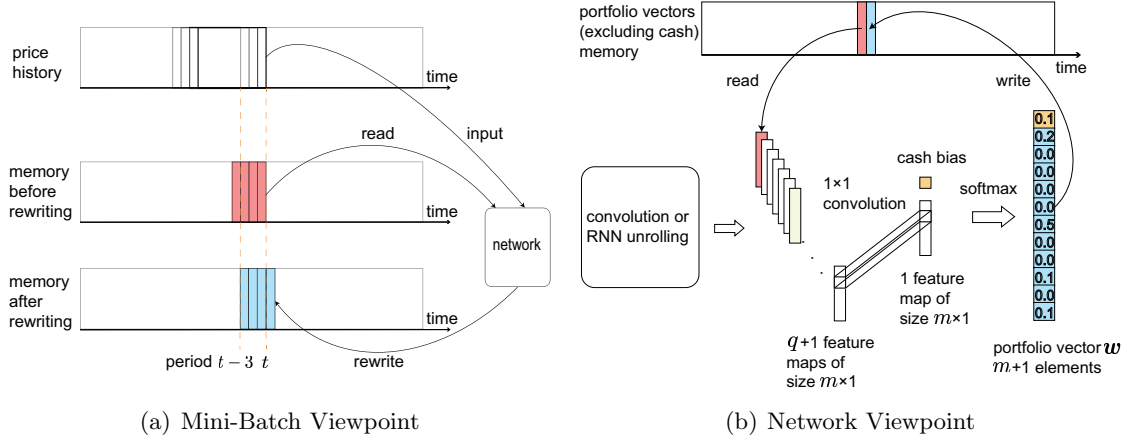 price
history
time
input
read
memory
before
rewriting
time
network
memory
after
rewriting
time
rewrite
period t − 3 t
(a) Mini-Batch Viewpoint
portfolio vectors
(excluding cash)
memory
time
read
write
convolution or
RNN unrolling
1×1
convolution
cash bias
softmax
0.1
0.2
0.0
0.0
0.0
0.0
0.5
0.0
0.0
0.1
0.0
0.1
1 feature
map of
size m×1
q+1 feature
maps of
size m×1
portfolio vector w
m+1 elements
(b) Network Viewpoint